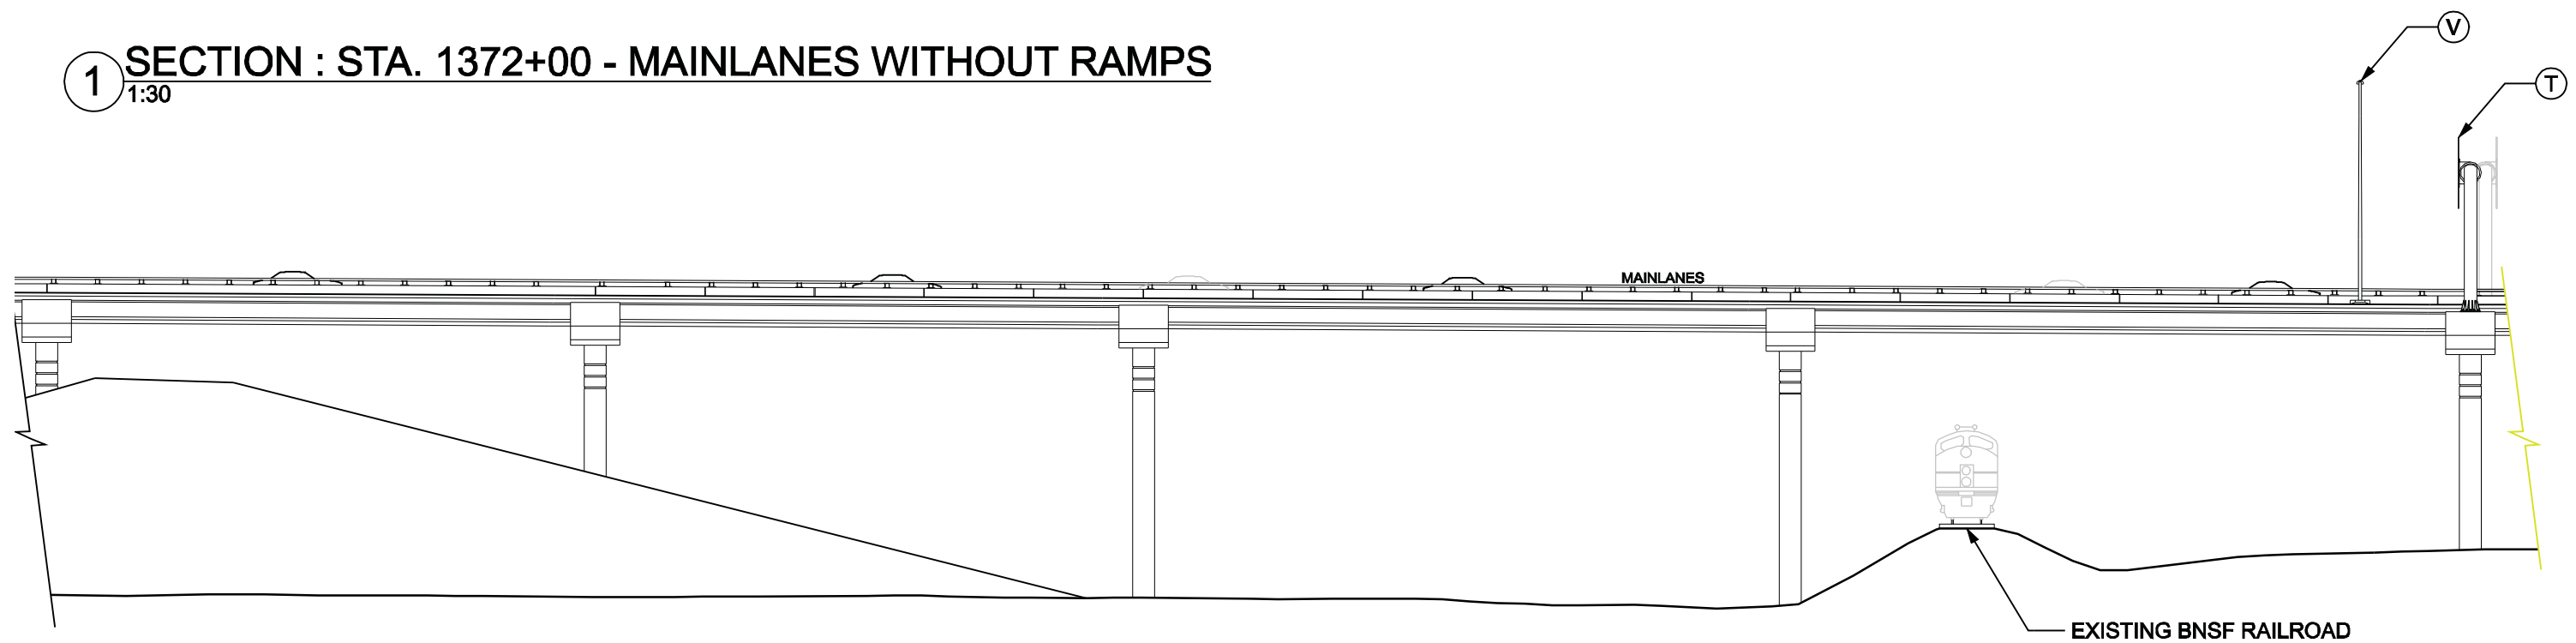 1
SECTION : STA. 1372+00 - MAINLANES WITHOUT RAMPS
1:30
V
T
MAINLANES
EXISTING BNSF RAILROAD